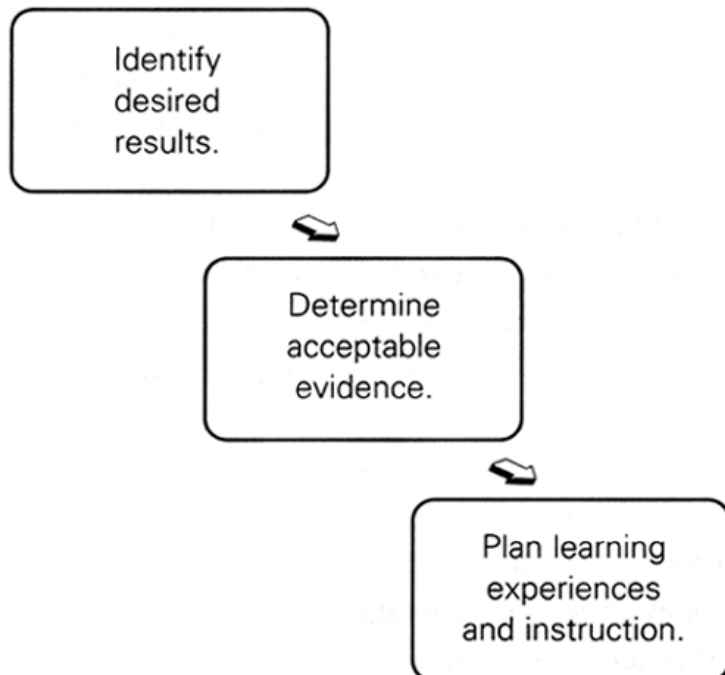 Identify
desired
results.
Determine
acceptable
evidence.
Plan learning
experiences
and instruction.